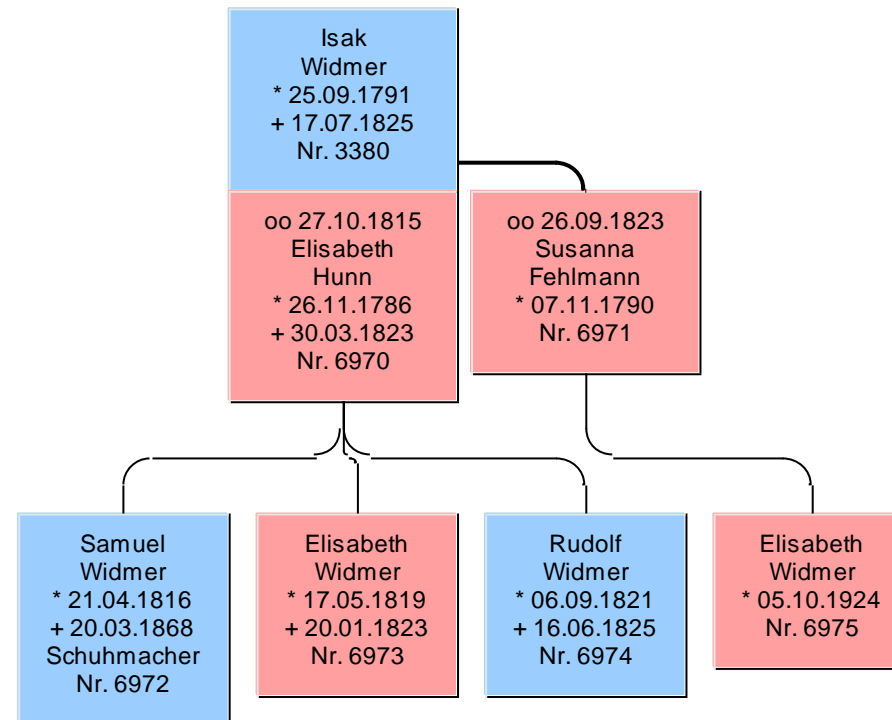 Isak
Widmer
* 25.09.1791
+ 17.07.1825
Nr. 3380
oo 27.10.1815
Elisabeth
Hunn
* 26.11.1786
+ 30.03.1823
Nr. 6970
oo 26.09.1823
Susanna
Fehlmann
* 07.11.1790
Nr. 6971
Samuel
Widmer
* 21.04.1816
+ 20.03.1868
Schuhmacher
Nr. 6972
Elisabeth
Widmer
* 17.05.1819
+ 20.01.1823
Nr. 6973
Rudolf
Widmer
* 06.09.1821
+ 16.06.1825
Nr. 6974
Elisabeth
Widmer
* 05.10.1924
Nr. 6975